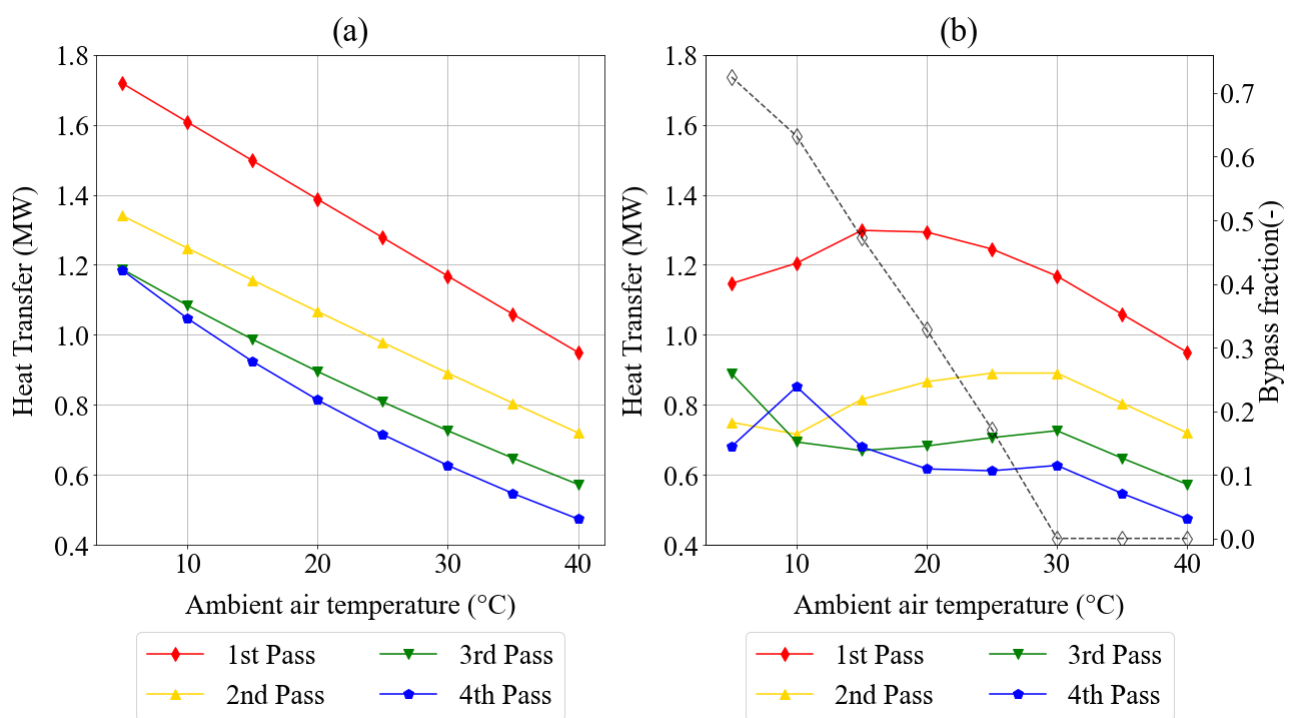 (a)
(b)
1.8
1.6
1.4
1.2
1.0
0.8
0.6
0.4
Heat Transfer (MW)
10
20
30
40
Ambient air temperature (°C)
1st Pass
2nd Pass
3rd Pass
4th Pass
1.8
1.6
1.4
1.2
1.0
0.8
0.6
0.4
Heat Transfer (MW)
10
20
30
40
Ambient air temperature (°C)
0.7
0.6
0.5
0.4
0.3
0.2
0.1
0.0
Bypass fraction(-)
1st Pass
2nd Pass
3rd Pass
4th Pass